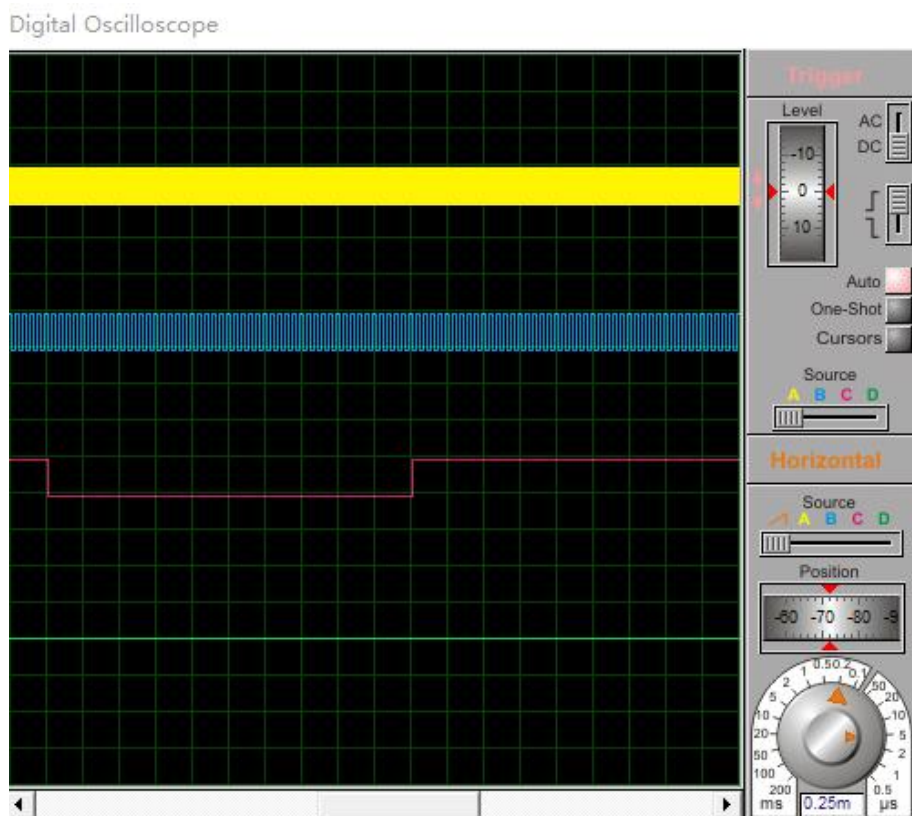 Digital Oscilloscope
Trigger
Level
AC
DC
-10
0
10
Auto
One-Shot
Cursors
Source
A B C D
Horizontal
Source
A B C D
Position
-60 -70 -80 -9
200 100 50 20 10 5 2 1 0.5 0.2 0.1 50 20 10 5 2 1 0.5
ms 0.25m µs